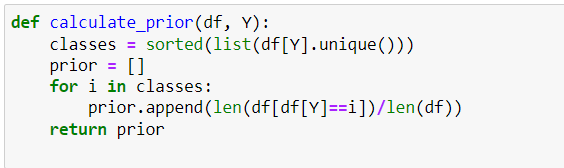 def calculate_prior(df, Y):
    classes = sorted(list(df[Y].unique()))
    prior = []
    for i in classes:
        prior.append(len(df[df[Y]==i])/len(df))
    return prior